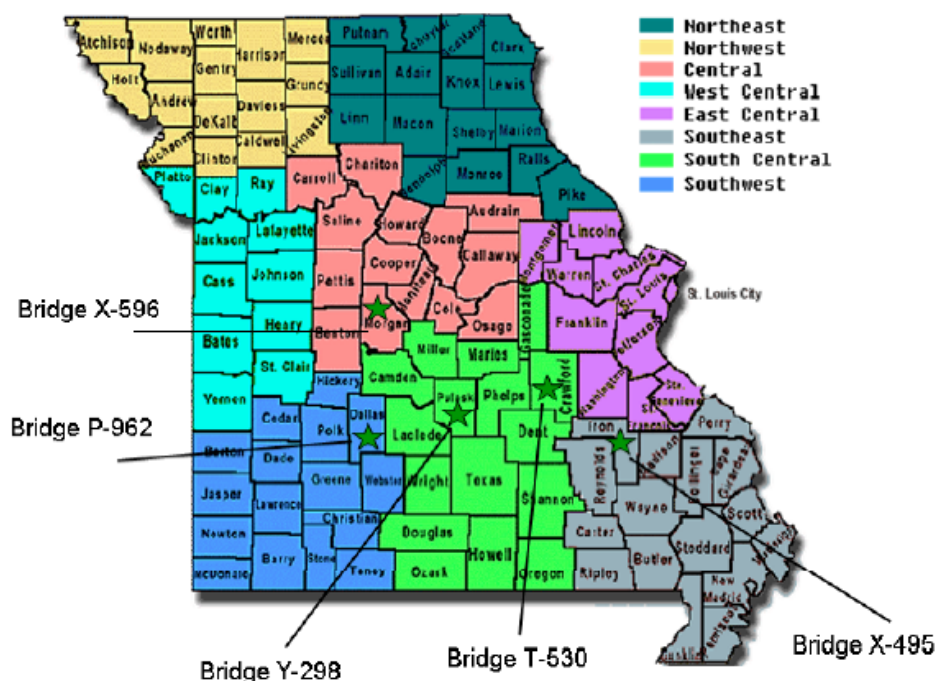 Northeast
Northwest
Central
West Central
East Central
Southeast
South Central
Southwest
Atchison
Nodaway
Worth
Harrison
Mercer
Putnam
Schuyler
Scotland
Clark
Holt
Gentry
Grundy
Sullivan
Adair
Knox
Lewis
Andrew
DeKalb
Daviess
Livingston
Linn
Macon
Shelby
Marion
Buchanan
Clinton
Caldwell
Chariton
Randolph
Monroe
Ralls
Pike
Platte
Clay
Ray
Carroll
Saline
Howard
Boone
Audrain
Callaway
Montgomery
Lincoln
Warren
St. Charles
St. Louis
St. Louis City
Jackson
Lafayette
Cass
Johnson
Pettis
Cooper
Moniteau
Cole
Osage
Gasconade
Franklin
Jefferson
Bridge X-596
Bates
Henry
Benton
Morgan
Miller
Maries
St. Clair
Camden
Pulask
Phelps
Crawford
Washington
St. Francois
Ste. Genevieve
Vernon
Hickory
Bridge P-962
Cedar
Polk
Dallas
Laclede
Dent
Iron
Madison
Perry
Barton
Dade
Greene
Webster
Wright
Texas
Shannon
Reynolds
Bollinger
Cape Girardeau
Jasper
Lawrence
Christian
Douglas
Howell
Carter
Wayne
Scott
Newton
Barry
Stone
Taney
Ozark
Oregon
Ripley
Butler
Stoddard
Mississippi
McDonald
New Madrid
Pemiscot
Dunklin
Bridge Y-298
Bridge T-530
Bridge X-495